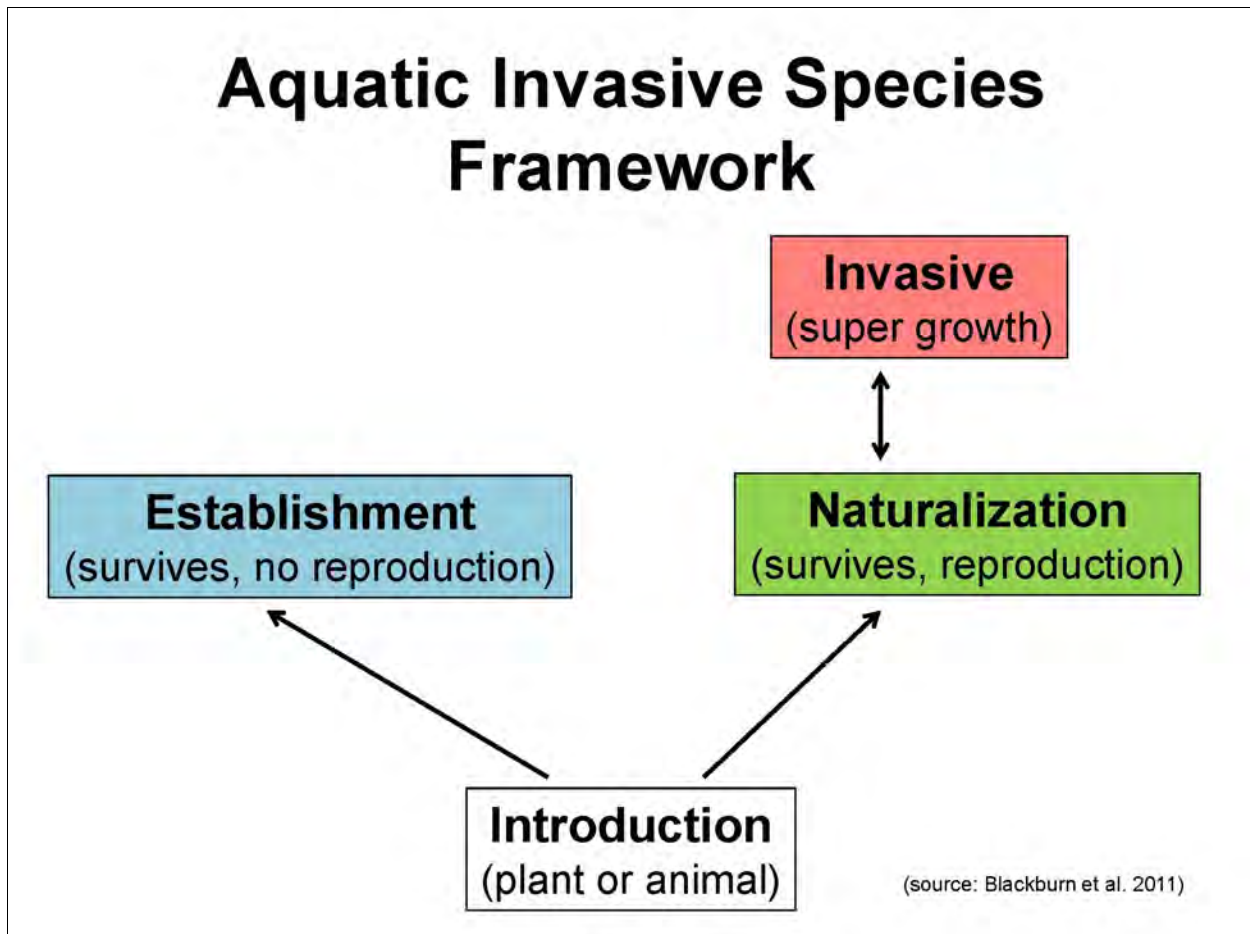 Aquatic Invasive Species
Framework
Invasive
(super growth)
Establishment
(survives, no reproduction)
Naturalization
(survives, reproduction)
Introduction
(plant or animal)
(source: Blackburn et al. 2011)